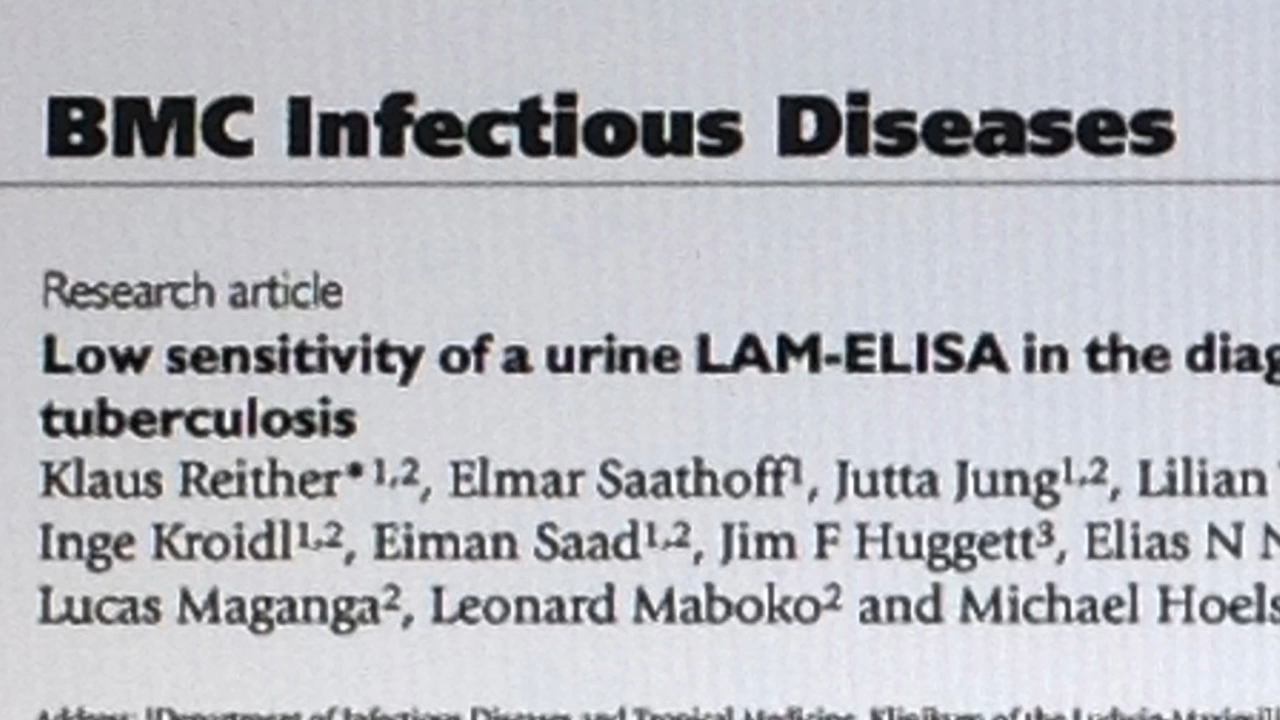 BMC Infectious Diseases
Research article
Low sensitivity of a urine LAM-ELISA in the diag
tuberculosis
Klaus Reither*1,2, Elmar Saathoff1, Jutta Jung1,2, Lilian
Inge Kroidl1,2, Eiman Saad1,2, Jim F Huggett3, Elias N N
Lucas Maganga2, Leonard Maboko2 and Michael Hoels